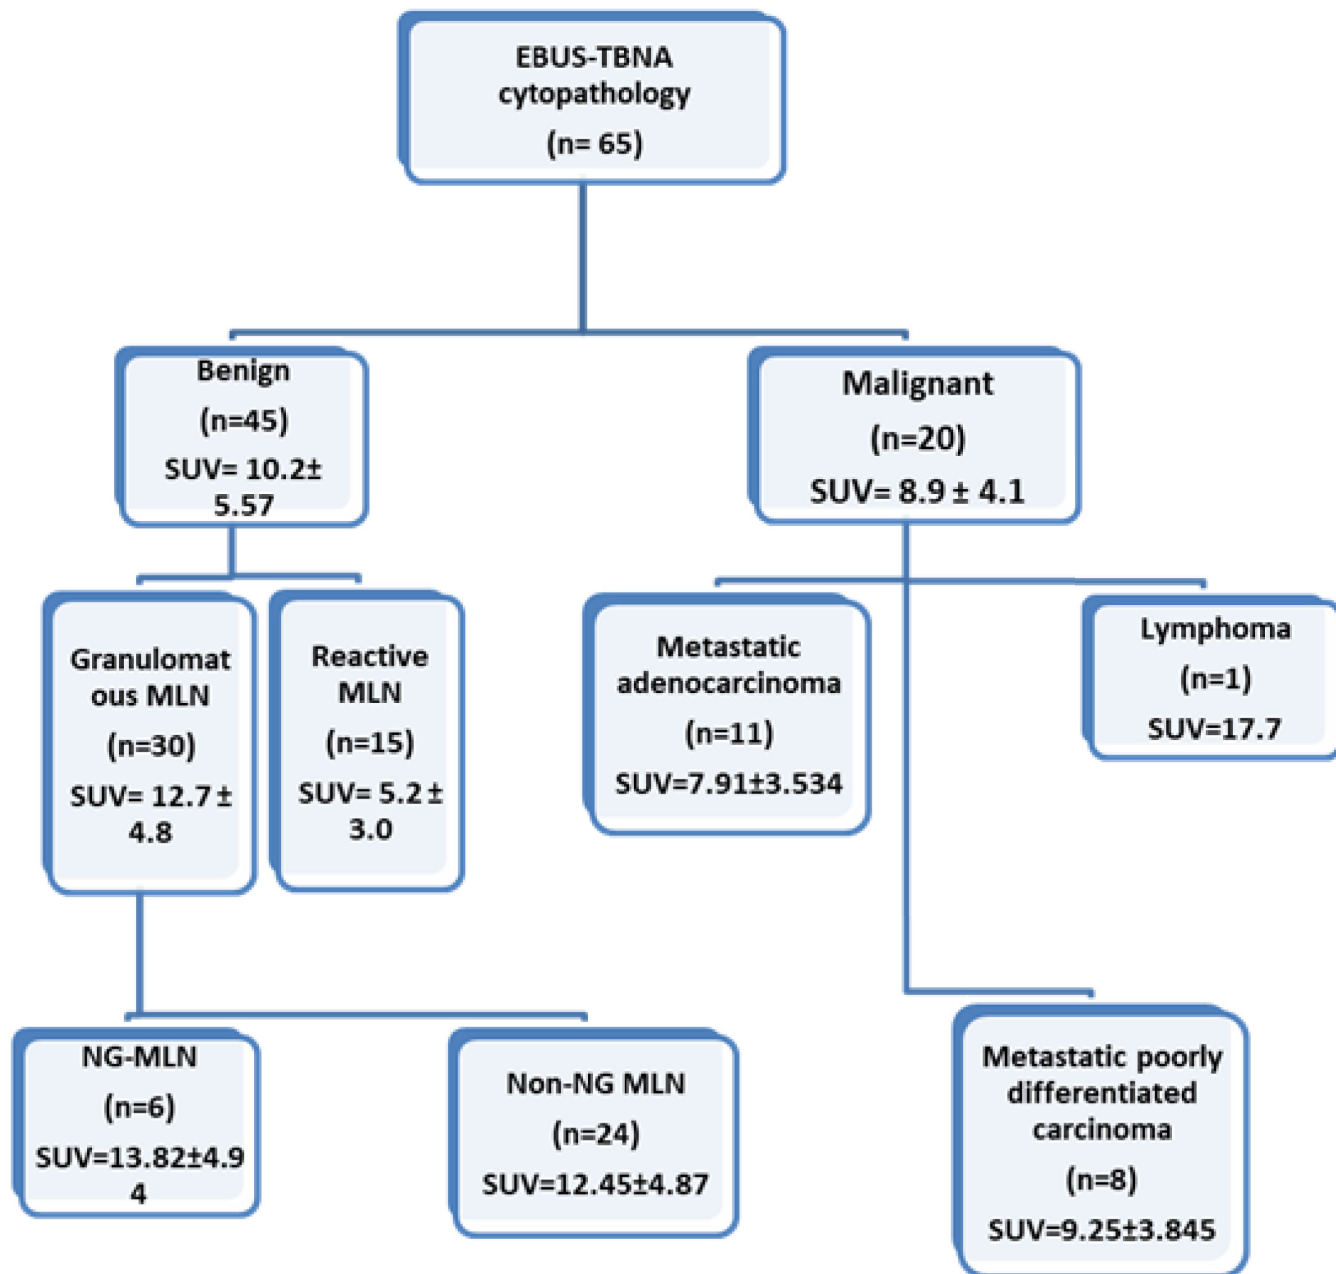 EBUS-TBNA
cytopathology
(n= 65)
Benign
(n=45)
SUV= 10.2±
5.57
Malignant
(n=20)
SUV= 8.9 ± 4.1
Granulomat
ous MLN
(n=30)
SUV= 12.7 ±
4.8
Reactive
MLN
(n=15)
SUV= 5.2 ±
3.0
Metastatic
adenocarcinoma
(n=11)
SUV=7.91±3.534
Lymphoma
(n=1)
SUV=17.7
NG-MLN
(n=6)
SUV=13.82±4.9
4
Non-NG MLN
(n=24)
SUV=12.45±4.87
Metastatic poorly
differentiated
carcinoma
(n=8)
SUV=9.25±3.845